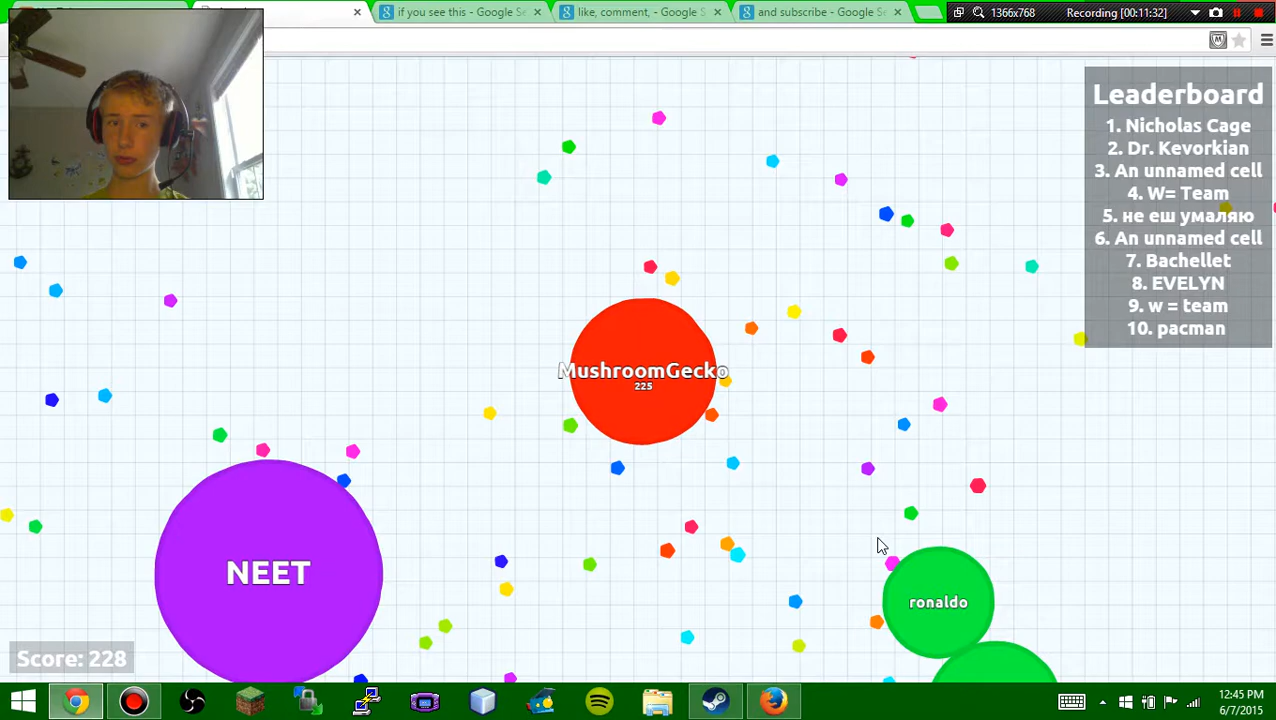 if you see this - Google Se
like, comment, - Google S
and subscribe - Google Se
1366x768
Recording [00:11:32]
Leaderboard
1. Nicholas Cage
2. Dr. Kevorkian
3. An unnamed cell
4. W= Team
5. не еш умаляю
6. An unnamed cell
7. Bachellet
8. EVELYN
9. w = team
10. pacman
MushroomGecko
225
NEET
ronaldo
Score: 228
12:45 PM
6/7/2015